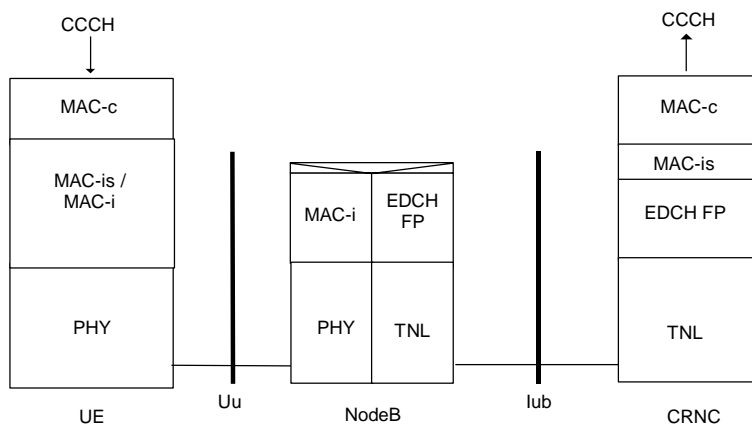 CCCH
CCCH
MAC-c
MAC-c
MAC-is /
MAC-i
MAC-is
MAC-i
EDCH
FP
EDCH FP
PHY
PHY
TNL
TNL
UE
Uu
NodeB
Iub
CRNC